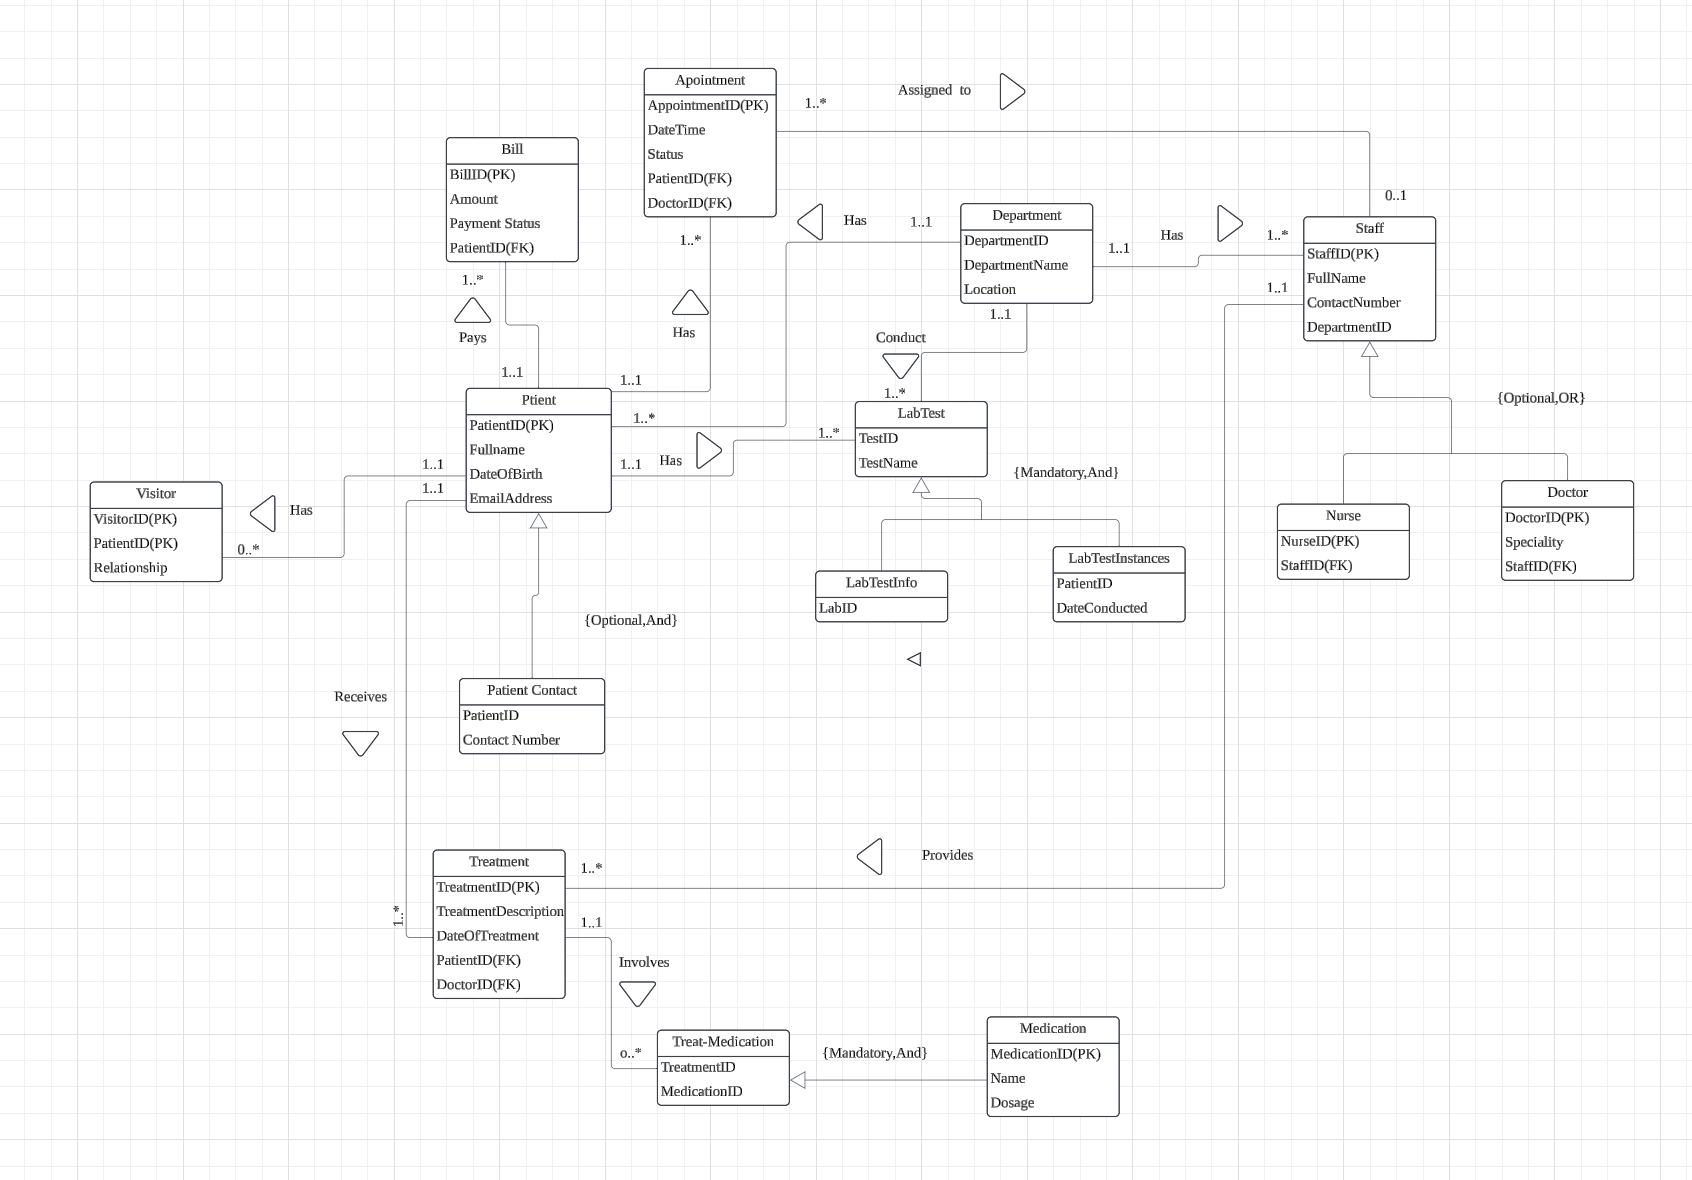 Apointment
AppointmentID(PK)
DateTime
Status
PatientID(FK)
DoctorID(FK)
1..*
Assigned to
0..1
Bill
BillID(PK)
Amount
Payment Status
PatientID(FK)
1..*
Pays
1..1
1..*
Has
1..1
Has
1..1
1..*
Department
DepartmentID
DepartmentName
Location
1..1
Has
1..*
Staff
StaffID(PK)
FullName
ContactNumber
DepartmentID
1..1
1..1
Conduct
1..*
{Optional,OR}
Ptient
PatientID(PK)
Fullname
DateOfBirth
EmailAddress
1..1
Has
1..*
LabTest
TestID
TestName
{Mandatory,And}
1..1
1..1
Visitor
VisitorID(PK)
PatientID(PK)
Relationship
Has
0..*
Nurse
NurseID(PK)
StaffID(FK)
Doctor
DoctorID(PK)
Speciality
StaffID(FK)
LabTestInfo
LabID
LabTestInstances
PatientID
DateConducted
{Optional,And}
Patient Contact
PatientID
Contact Number
Receives
1..*
Treatment
TreatmentID(PK)
TreatmentDescription
DateOfTreatment
PatientID(FK)
DoctorID(FK)
1..*
Provides
1..1
Involves
o..*
Treat-Medication
TreatmentID
MedicationID
{Mandatory,And}
Medication
MedicationID(PK)
Name
Dosage